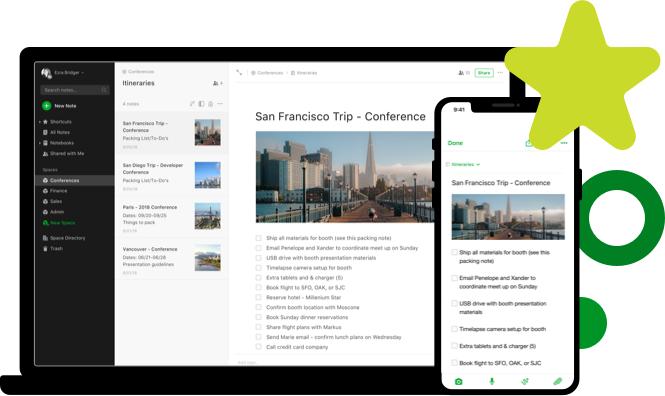 Ezra Bridger
Search notes...
New Note
Shortcuts
All Notes
Notebooks
Shared with Me
Spaces
Conferences
Finance
Sales
Admin
New Space
Space Directory
Trash
Conferences
Itineraries
4 notes
San Francisco Trip -
Conference
Packing List/To-Do's
San Diego Trip - Developer
Conference
Packing List/To-Do's
Paris - 2018 Conference
Dates: 09/20-09/25
Things to pack
Vancouver - Conference
Dates: 06/21-06/28
Presentation guidelines
Conferences
Itineraries
Share
San Francisco Trip - Conference
Ship all materials for booth (see this packing note)
Email Penelope and Xander to coordinate meet up on Sunday
USB drive with booth presentation materials
Timelapse camera setup for booth
Extra tablets and & charger (5)
Book flight to SFO, OAK, or SJC
Reserve hotel - Millenium Star
Confirm booth location with Moscone
Book Sunday dinner reservations
Share flight plans with Markus
Send Marie email - confirm lunch plans on Wednesday
Call credit card company
Add tags...
9:41
Done
Itineraries
San Francisco Trip - Conference
Ship all materials for booth (see this
packing note)
Email Penelope and Xander to
coordinate meet up on Sunday
USB drive with booth presentation
materials
Timelapse camera setup for booth
Extra tablets and & charger (5)
Book flight to SFO, OAK, or SJC